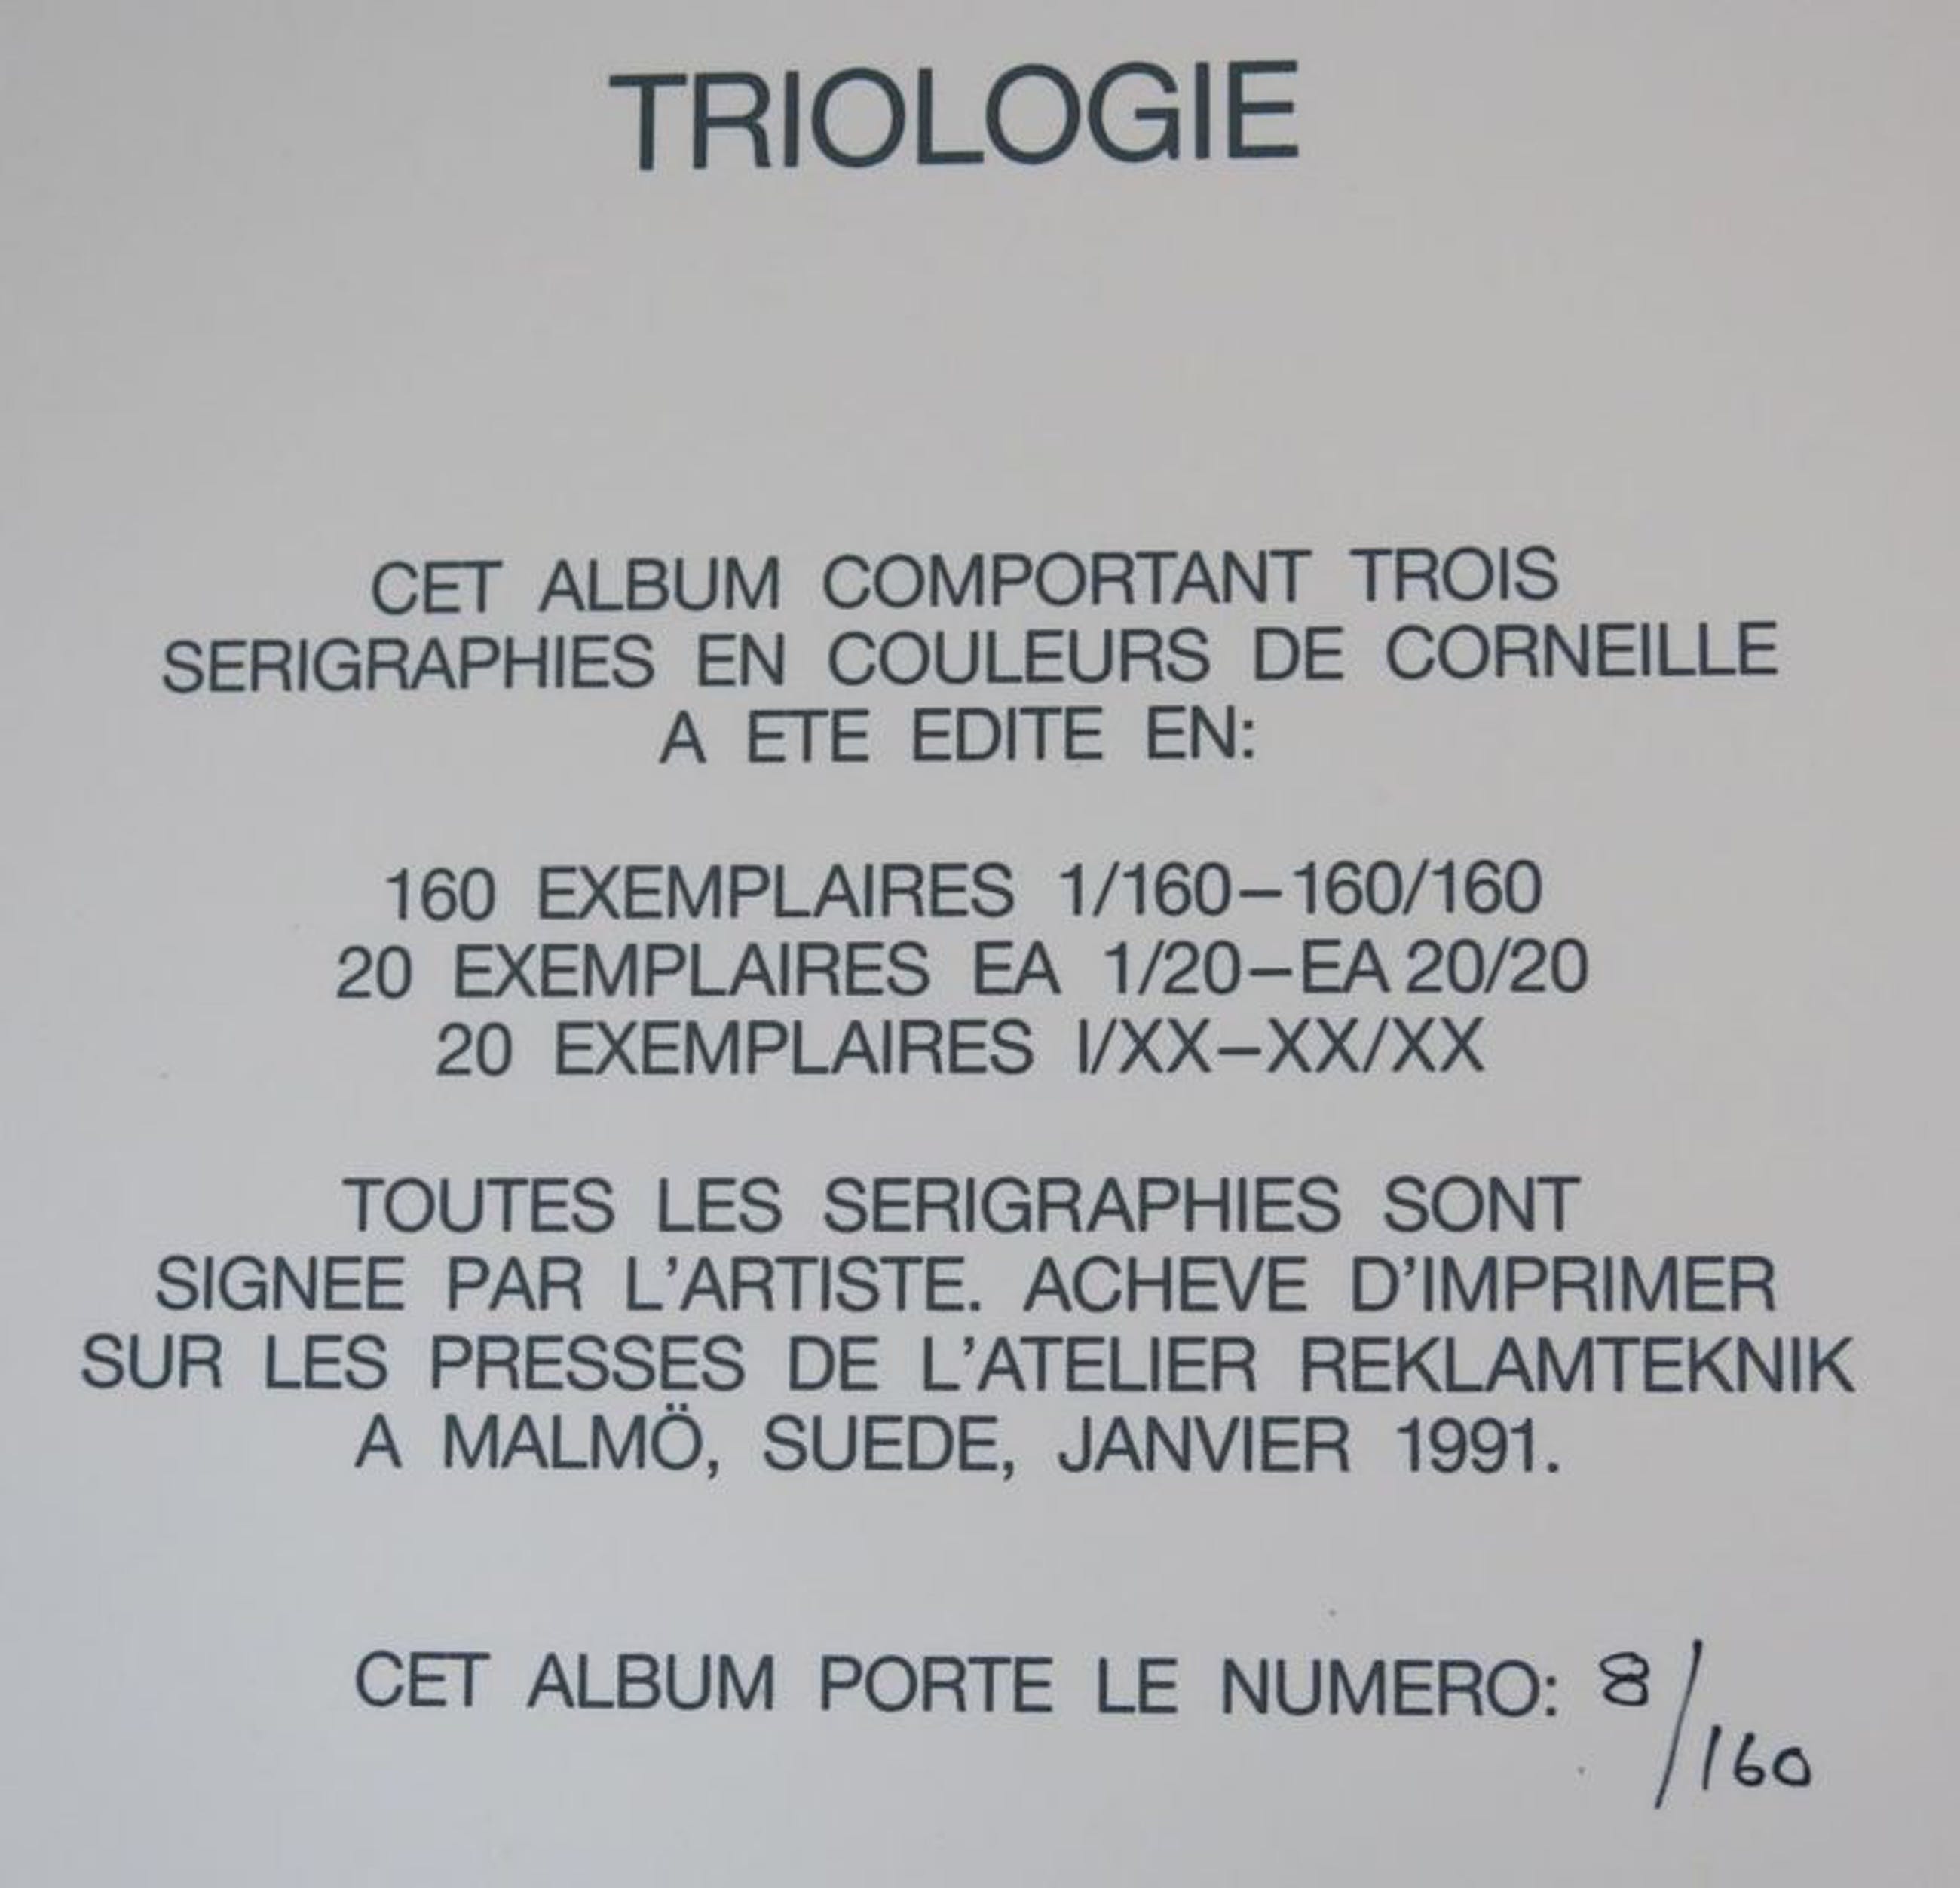 TRIOLOGIE
CET ALBUM COMPORTANT TROIS
SERIGRAPHIES EN COULEURS DE CORNEILLE
A ETE EDITE EN:
160 EXEMPLAIRES 1/160–160/160
20 EXEMPLAIRES EA 1/20–EA 20/20
20 EXEMPLAIRES I/XX–XX/XX
TOUTES LES SERIGRAPHIES SONT
SIGNEE PAR L'ARTISTE. ACHEVE D'IMPRIMER
SUR LES PRESSES DE L'ATELIER REKLAMTEKNIK
A MALMÖ, SUEDE, JANVIER 1991.
CET ALBUM PORTE LE NUMERO: 8/160